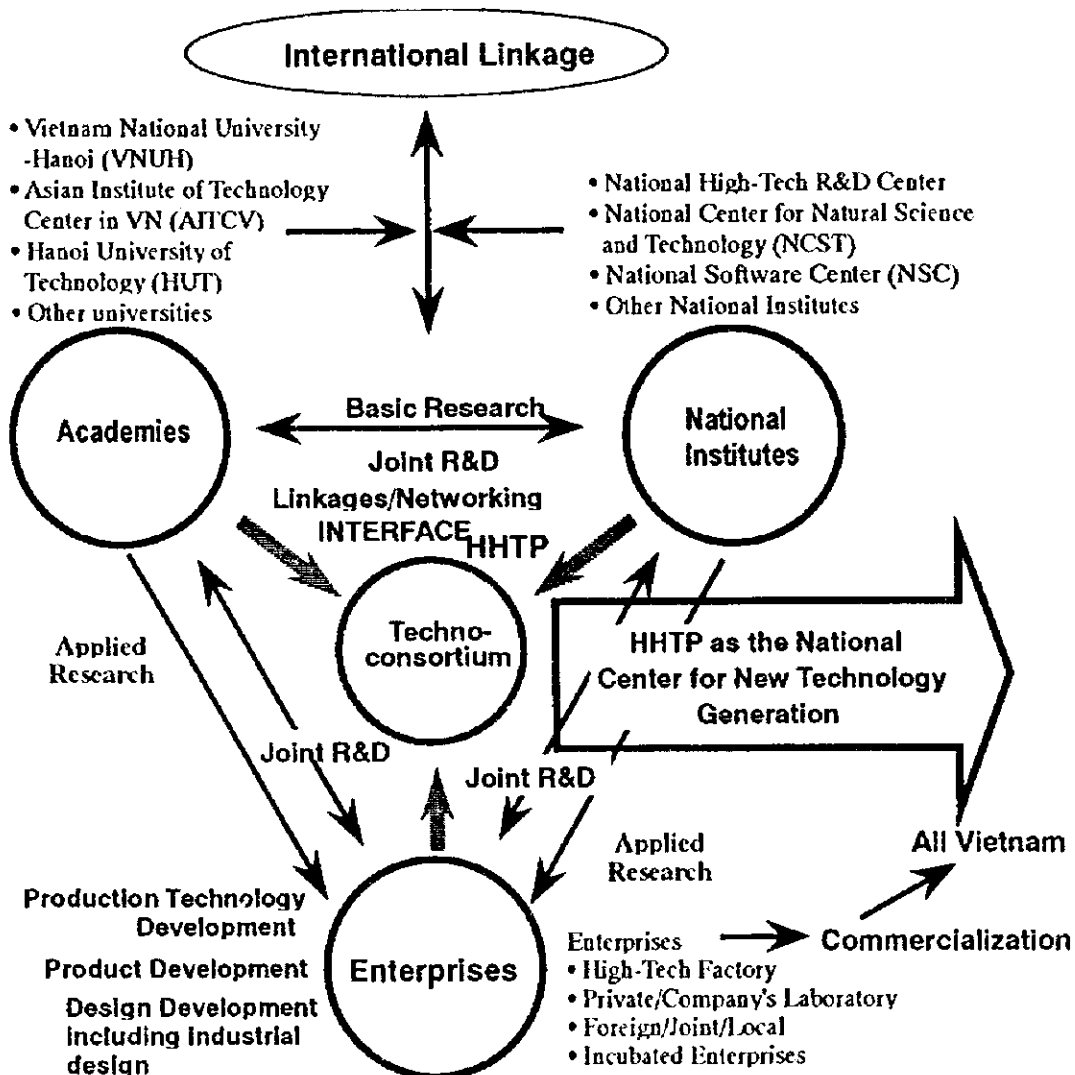 International Linkage
• Vietnam National University
-Hanoi (VNUH)
• Asian Institute of Technology
Center in VN (AITCV)
• Hanoi University of
Technology (HUT)
• Other universities
• National High-Tech R&D Center
• National Center for Natural Science
and Technology (NCST)
• National Software Center (NSC)
• Other National Institutes
Academies
Basic Research
National
Institutes
Joint R&D
Linkages/Networking
INTERFACE
HHTP
Techno-
consortium
HHTP as the National
Center for New Technology
Generation
Applied
Research
Joint R&D
Joint R&D
Applied
Research
All Vietnam
Production Technology
Development
Product Development
Design Development
including industrial
design
Enterprises
Enterprises
• High-Tech Factory
• Private/Company's Laboratory
• Foreign/Joint/Local
• Incubated Enterprises
Commercialization